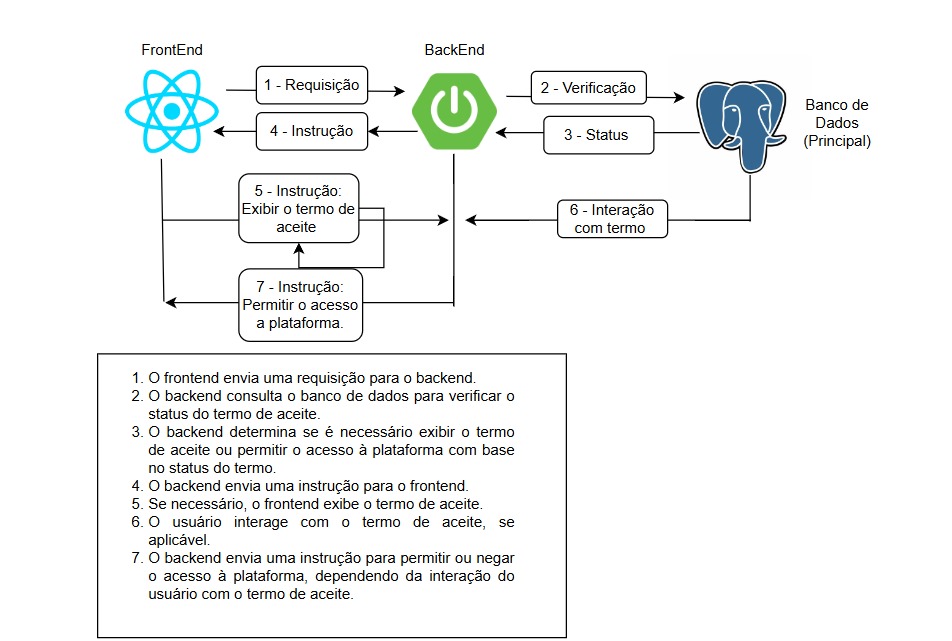 FrontEnd
BackEnd
1 - Requisição
2 - Verificação
Banco de
Dados
(Principal)
4 - Instrução
3 - Status
5 - Instrução:
Exibir o termo de
aceite
6 - Interação
com termo
7 - Instrução:
Permitir o acesso
a plataforma.
1. O frontend envia uma requisição para o backend.
2. O backend consulta o banco de dados para verificar o
status do termo de aceite.
3. O backend determina se é necessário exibir o termo
de aceite ou permitir o acesso à plataforma com base
no status do termo.
4. O backend envia uma instrução para o frontend.
5. Se necessário, o frontend exibe o termo de aceite.
6. O usuário interage com o termo de aceite, se
aplicável.
7. O backend envia uma instrução para permitir ou negar
o acesso à plataforma, dependendo da interação do
usuário com o termo de aceite.